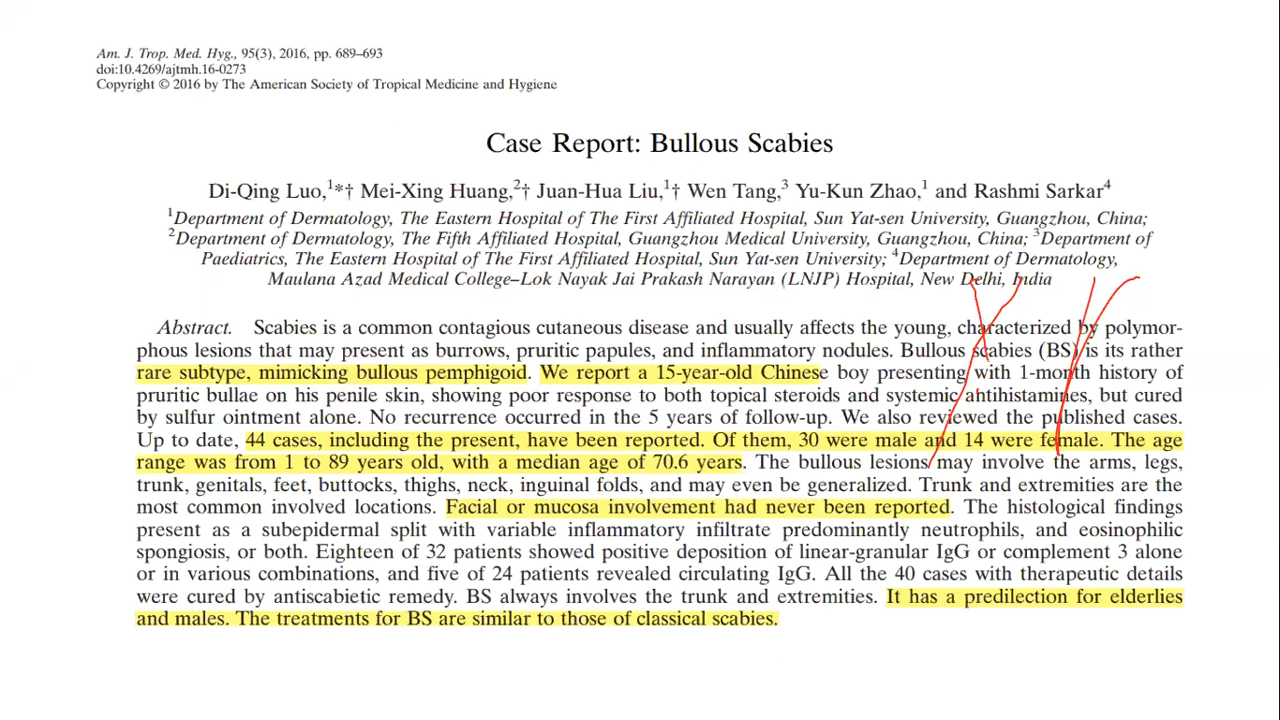 Am. J. Trop. Med. Hyg., 95(3), 2016, pp. 689–693
doi:10.4269/ajtmh.16-0273
Copyright © 2016 by The American Society of Tropical Medicine and Hygiene
Case Report: Bullous Scabies
Di-Qing Luo,1*† Mei-Xing Huang,2† Juan-Hua Liu,1† Wen Tang,3 Yu-Kun Zhao,1 and Rashmi Sarkar4
1Department of Dermatology, The Eastern Hospital of The First Affiliated Hospital, Sun Yat-sen University, Guangzhou, China;
2Department of Dermatology, The Fifth Affiliated Hospital, Guangzhou Medical University, Guangzhou, China; 3Department of
Paediatrics, The Eastern Hospital of The First Affiliated Hospital, Sun Yat-sen University; 4Department of Dermatology,
Maulana Azad Medical College–Lok Nayak Jai Prakash Narayan (LNJP) Hospital, New Delhi, India
Abstract. Scabies is a common contagious cutaneous disease and usually affects the young, characterized by polymor-
phous lesions that may present as burrows, pruritic papules, and inflammatory nodules. Bullous scabies (BS) is its rather
rare subtype, mimicking bullous pemphigoid. We report a 15-year-old Chinese boy presenting with 1-month history of
pruritic bullae on his penile skin, showing poor response to both topical steroids and systemic antihistamines, but cured
by sulfur ointment alone. No recurrence occurred in the 5 years of follow-up. We also reviewed the published cases.
Up to date, 44 cases, including the present, have been reported. Of them, 30 were male and 14 were female. The age
range was from 1 to 89 years old, with a median age of 70.6 years. The bullous lesions may involve the arms, legs,
trunk, genitals, feet, buttocks, thighs, neck, inguinal folds, and may even be generalized. Trunk and extremities are the
most common involved locations. Facial or mucosa involvement had never been reported. The histological findings
present as a subepidermal split with variable inflammatory infiltrate predominantly neutrophils, and eosinophilic
spongiosis, or both. Eighteen of 32 patients showed positive deposition of linear-granular IgG or complement 3 alone
or in various combinations, and five of 24 patients revealed circulating IgG. All the 40 cases with therapeutic details
were cured by antiscabietic remedy. BS always involves the trunk and extremities. It has a predilection for elderlies
and males. The treatments for BS are similar to those of classical scabies.